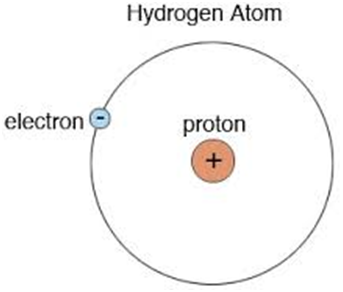 Hydrogen Atom
electron
-
proton
+